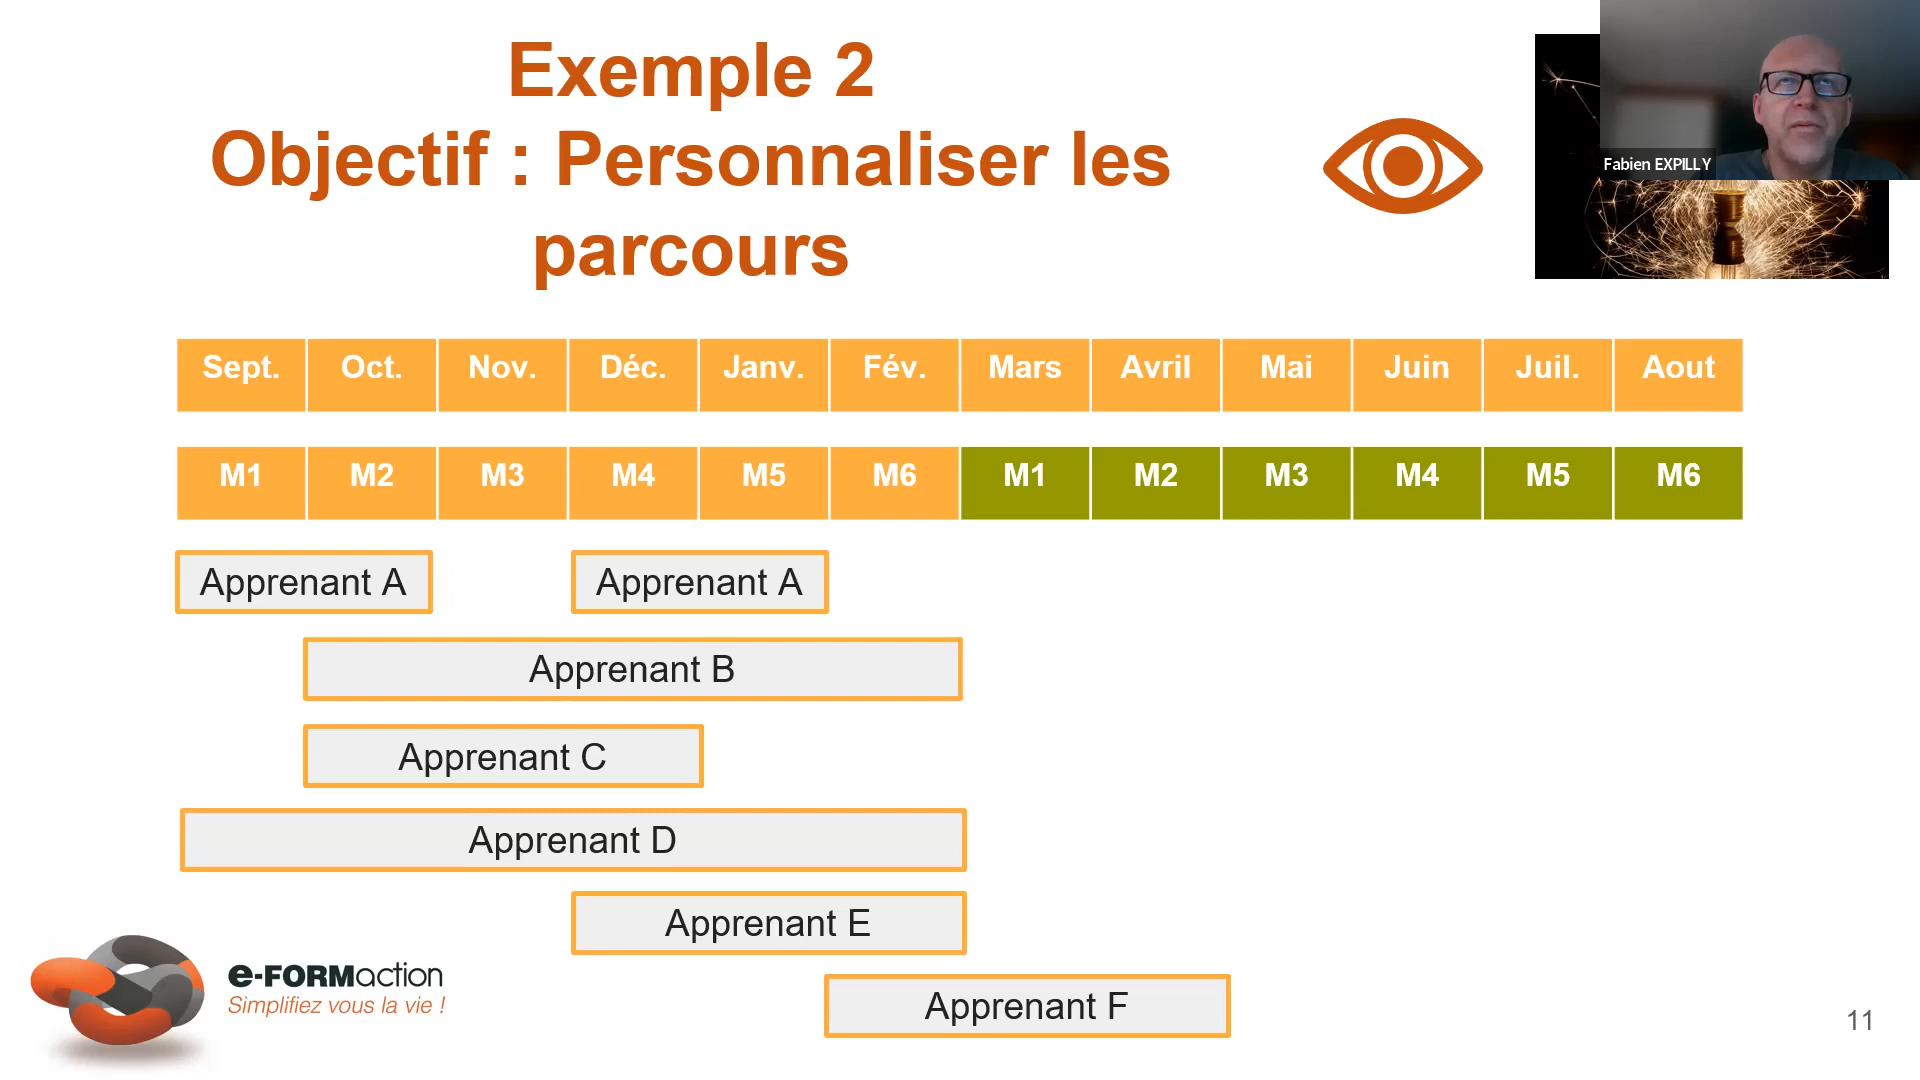 Exemple 2
Objectif : Personnaliser les
parcours
Fabien EXPILLY
Sept. Oct. Nov. Déc. Janv. Fév. Mars Avril Mai Juin Juil. Aout
M1 M2 M3 M4 M5 M6 M1 M2 M3 M4 M5 M6
Apprenant A Apprenant A
Apprenant B
Apprenant C
Apprenant D
Apprenant E
Apprenant F
e-FORMaction
Simplifiez vous la vie !
11